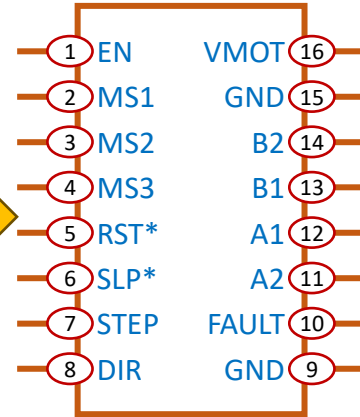 1 EN VMOT 16
2 MS1 GND 15
3 MS2 B2 14
4 MS3 B1 13
5 RST* A1 12
6 SLP* A2 11
7 STEP FAULT 10
8 DIR GND 9